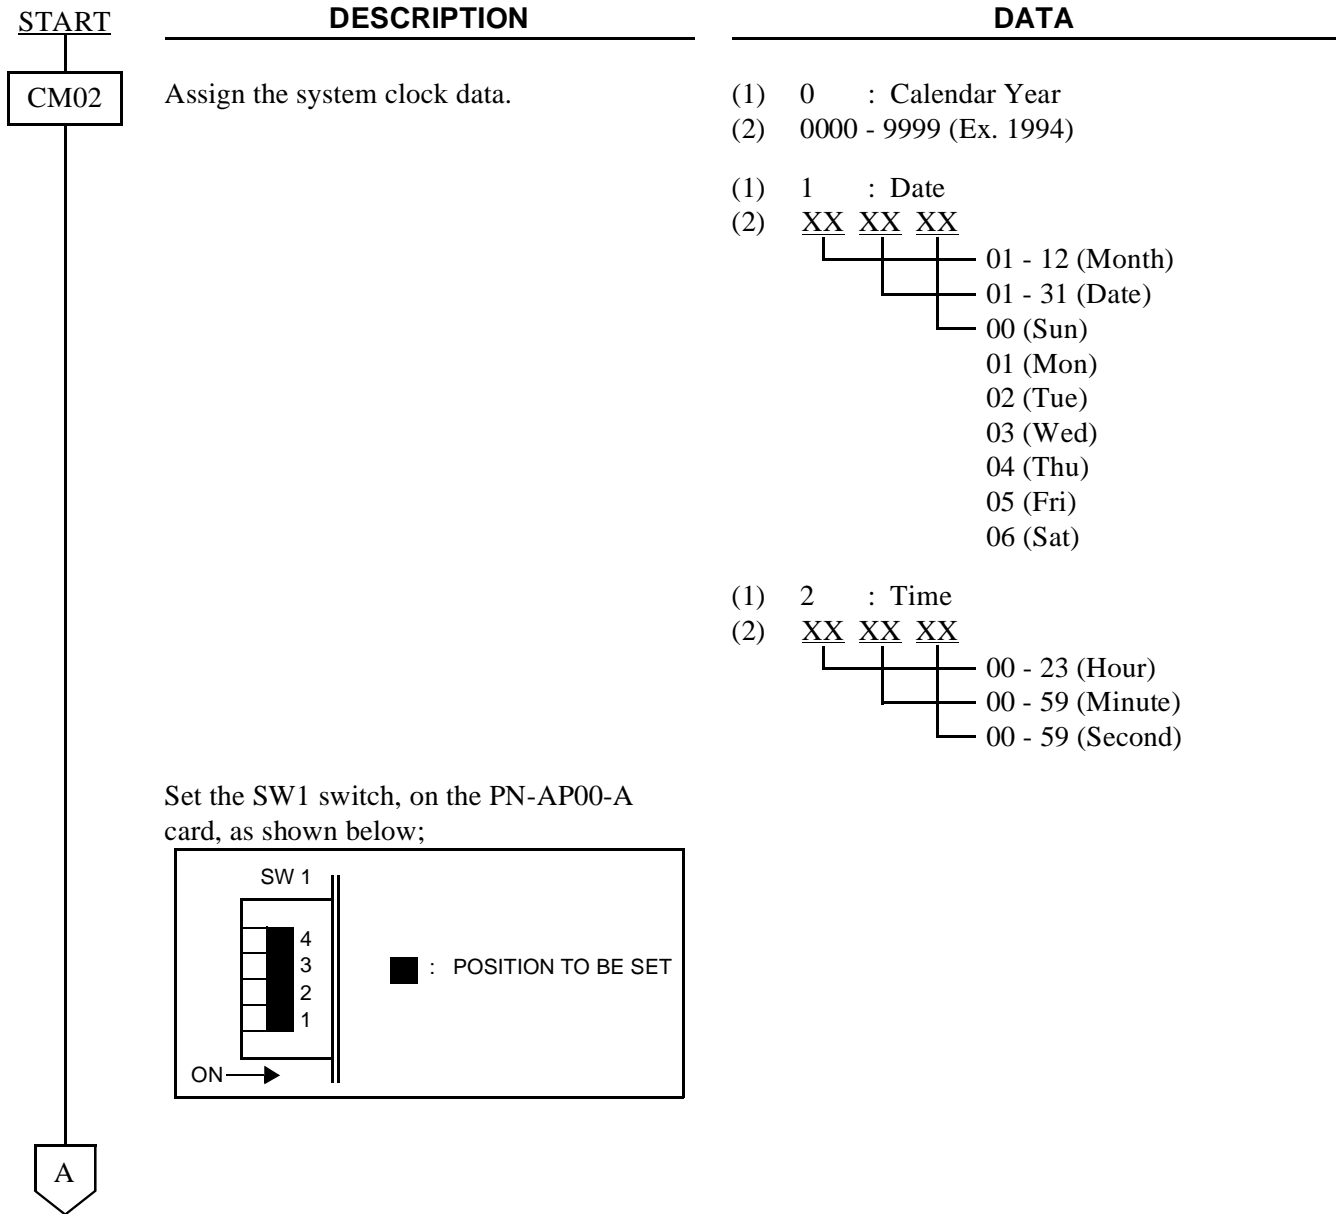 START
DESCRIPTION
DATA
CM02
Assign the system clock data.
(1) 0 : Calendar Year
(2) 0000 - 9999 (Ex. 1994)
(1) 1 : Date
(2) XX XX XX
01 - 12 (Month)
01 - 31 (Date)
00 (Sun)
01 (Mon)
02 (Tue)
03 (Wed)
04 (Thu)
05 (Fri)
06 (Sat)
(1) 2 : Time
(2) XX XX XX
00 - 23 (Hour)
00 - 59 (Minute)
00 - 59 (Second)
Set the SW1 switch, on the PN-AP00-A
card, as shown below;
SW 1
4
3
2
1
: POSITION TO BE SET
ON
A